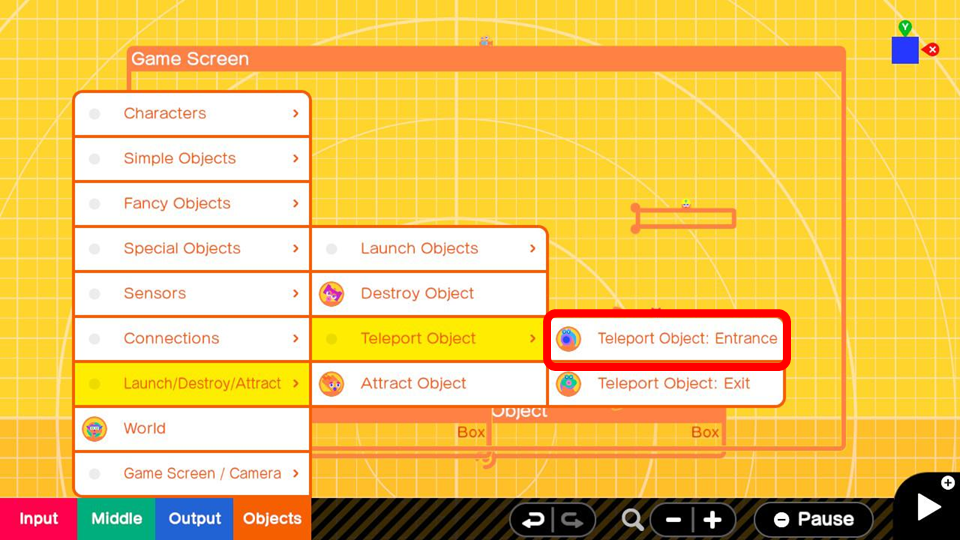 Y
X
Game Screen
Characters
Simple Objects
Fancy Objects
Special Objects
Launch Objects
Sensors
Destroy Object
Connections
Teleport Object
Teleport Object: Entrance
Launch/Destroy/Attract
Attract Object
Teleport Object: Exit
Object
World
Box
Box
Game Screen / Camera
Input
Middle
Output
Objects
Pause